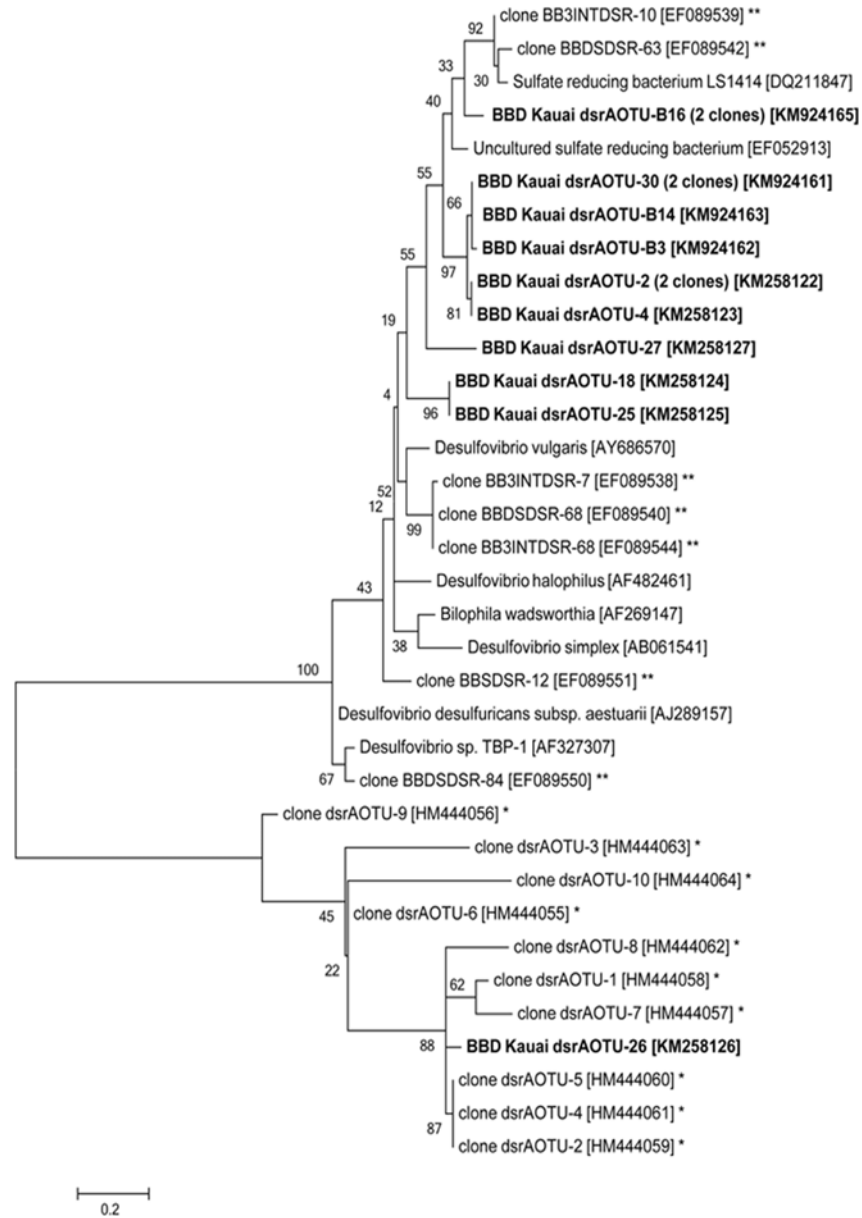 clone BB3INTDSR-10 [EF089539] **
92
clone BBDSDSR-63 [EF089542] **
33
30
Sulfate reducing bacterium LS1414 [DQ211847]
40
BBD Kauai dsrAOTU-B16 (2 clones) [KM924165]
Uncultured sulfate reducing bacterium [EF052913]
55
BBD Kauai dsrAOTU-30 (2 clones) [KM924161]
66
BBD Kauai dsrAOTU-B14 [KM924163]
BBD Kauai dsrAOTU-B3 [KM924162]
55
97
BBD Kauai dsrAOTU-2 (2 clones) [KM258122]
81
BBD Kauai dsrAOTU-4 [KM258123]
19
BBD Kauai dsrAOTU-27 [KM258127]
BBD Kauai dsrAOTU-18 [KM258124]
4
96
BBD Kauai dsrAOTU-25 [KM258125]
Desulfovibrio vulgaris [AY686570]
clone BB3INTDSR-7 [EF089538] **
52
12
clone BBDSDSR-68 [EF089540] **
99
clone BB3INTDSR-68 [EF089544] **
Desulfovibrio halophilus [AF482461]
43
Bilophila wadsworthia [AF269147]
38
Desulfovibrio simplex [AB061541]
100
clone BBSDSR-12 [EF089551] **
Desulfovibrio desulfuricans subsp. aestuarii [AJ289157]
Desulfovibrio sp. TBP-1 [AF327307]
67
clone BBDSDSR-84 [EF089550] **
clone dsrAOTU-9 [HM444056] *
clone dsrAOTU-3 [HM444063] *
clone dsrAOTU-10 [HM444064] *
45
clone dsrAOTU-6 [HM444055] *
clone dsrAOTU-8 [HM444062] *
22
62
clone dsrAOTU-1 [HM444058] *
clone dsrAOTU-7 [HM444057] *
88
BBD Kauai dsrAOTU-26 [KM258126]
clone dsrAOTU-5 [HM444060] *
clone dsrAOTU-4 [HM444061] *
87
clone dsrAOTU-2 [HM444059] *
0.2